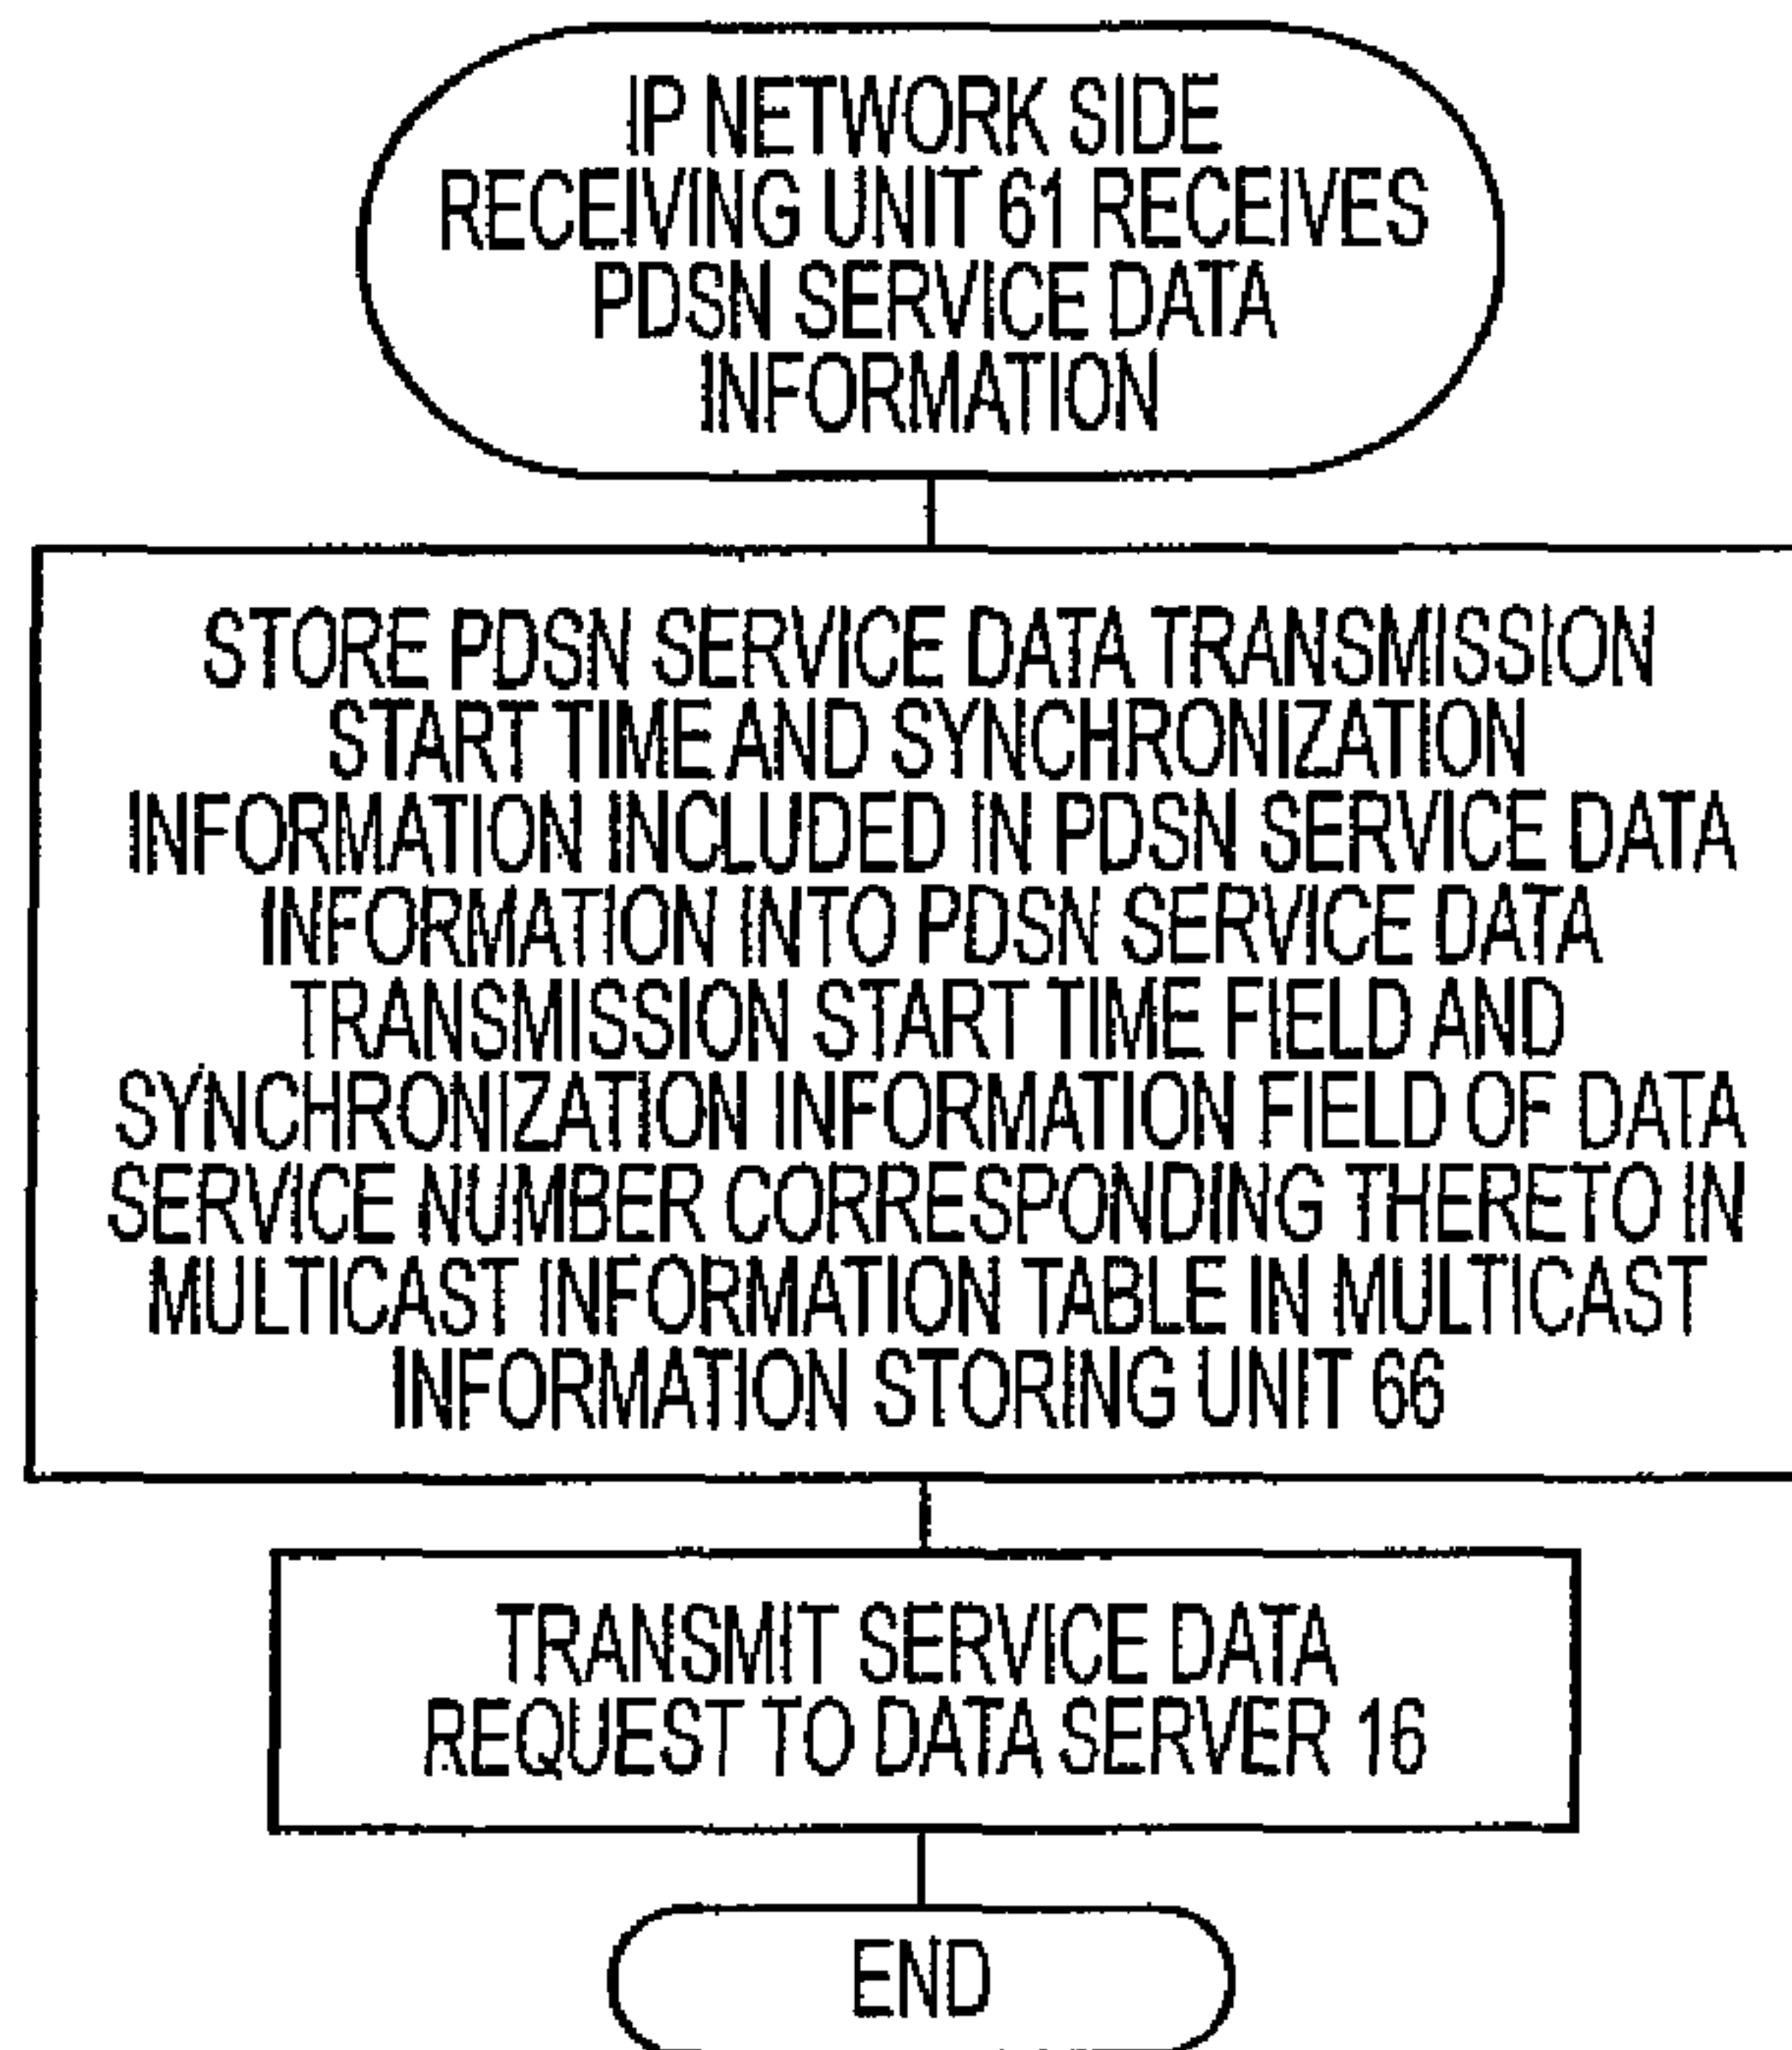 IP NETWORK SIDE
RECEIVING UNIT 61 RECEIVES
PDSN SERVICE DATA
INFORMATION
STORE PDSN SERVICE DATA TRANSMISSION
START TIME AND SYNCHRONIZATION
INFORMATION INCLUDED IN PDSN SERVICE DATA
INFORMATION INTO PDSN SERVICE DATA
TRANSMISSION START TIME FIELD AND
SYNCHRONIZATION INFORMATION FIELD OF DATA
SERVICE NUMBER CORRESPONDING THERETO IN
MULTICAST INFORMATION TABLE IN MULTICAST
INFORMATION STORING UNIT 66
TRANSMIT SERVICE DATA
REQUEST TO DATA SERVER 16
END